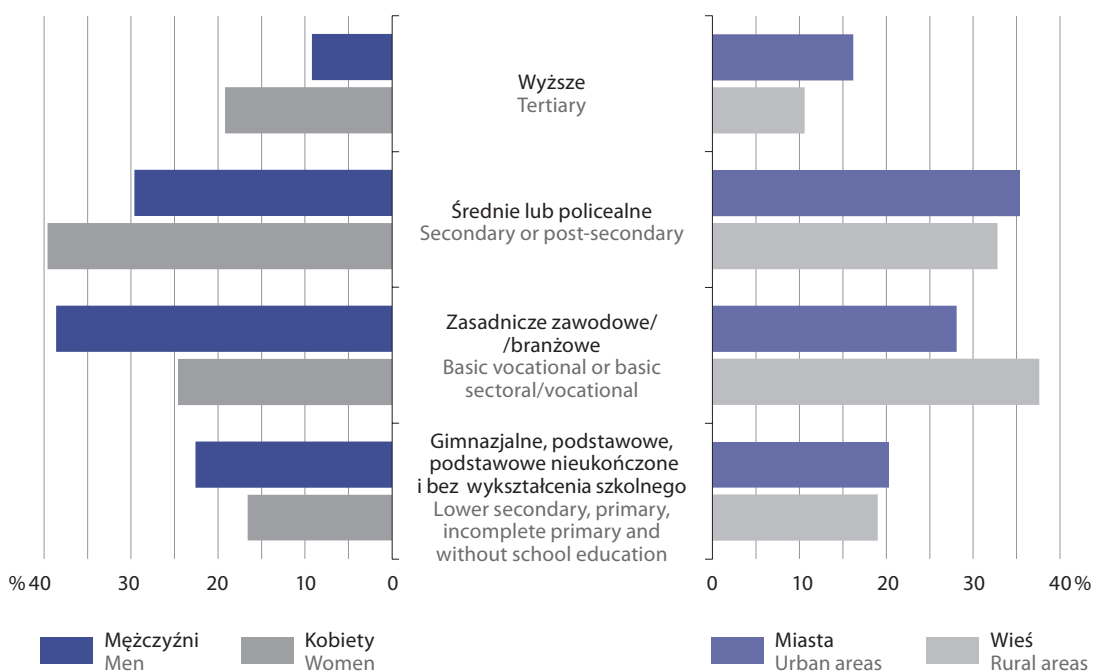 Wyższe
Tertiary
Średnie lub policealne
Secondary or post-secondary
Zasadnicze zawodowe/
/branżowe
Basic vocational or basic
sectoral/vocational
Gimnazjalne, podstawowe,
podstawowe nieukończone
i bez wykształcenia szkolnego
Lower secondary, primary,
incomplete primary and
without school education
% 40 30 20 10 0
0 10 20 30 40 %
Mężczyźni
Men
Kobiety
Women
Miasta
Urban areas
Wieś
Rural areas